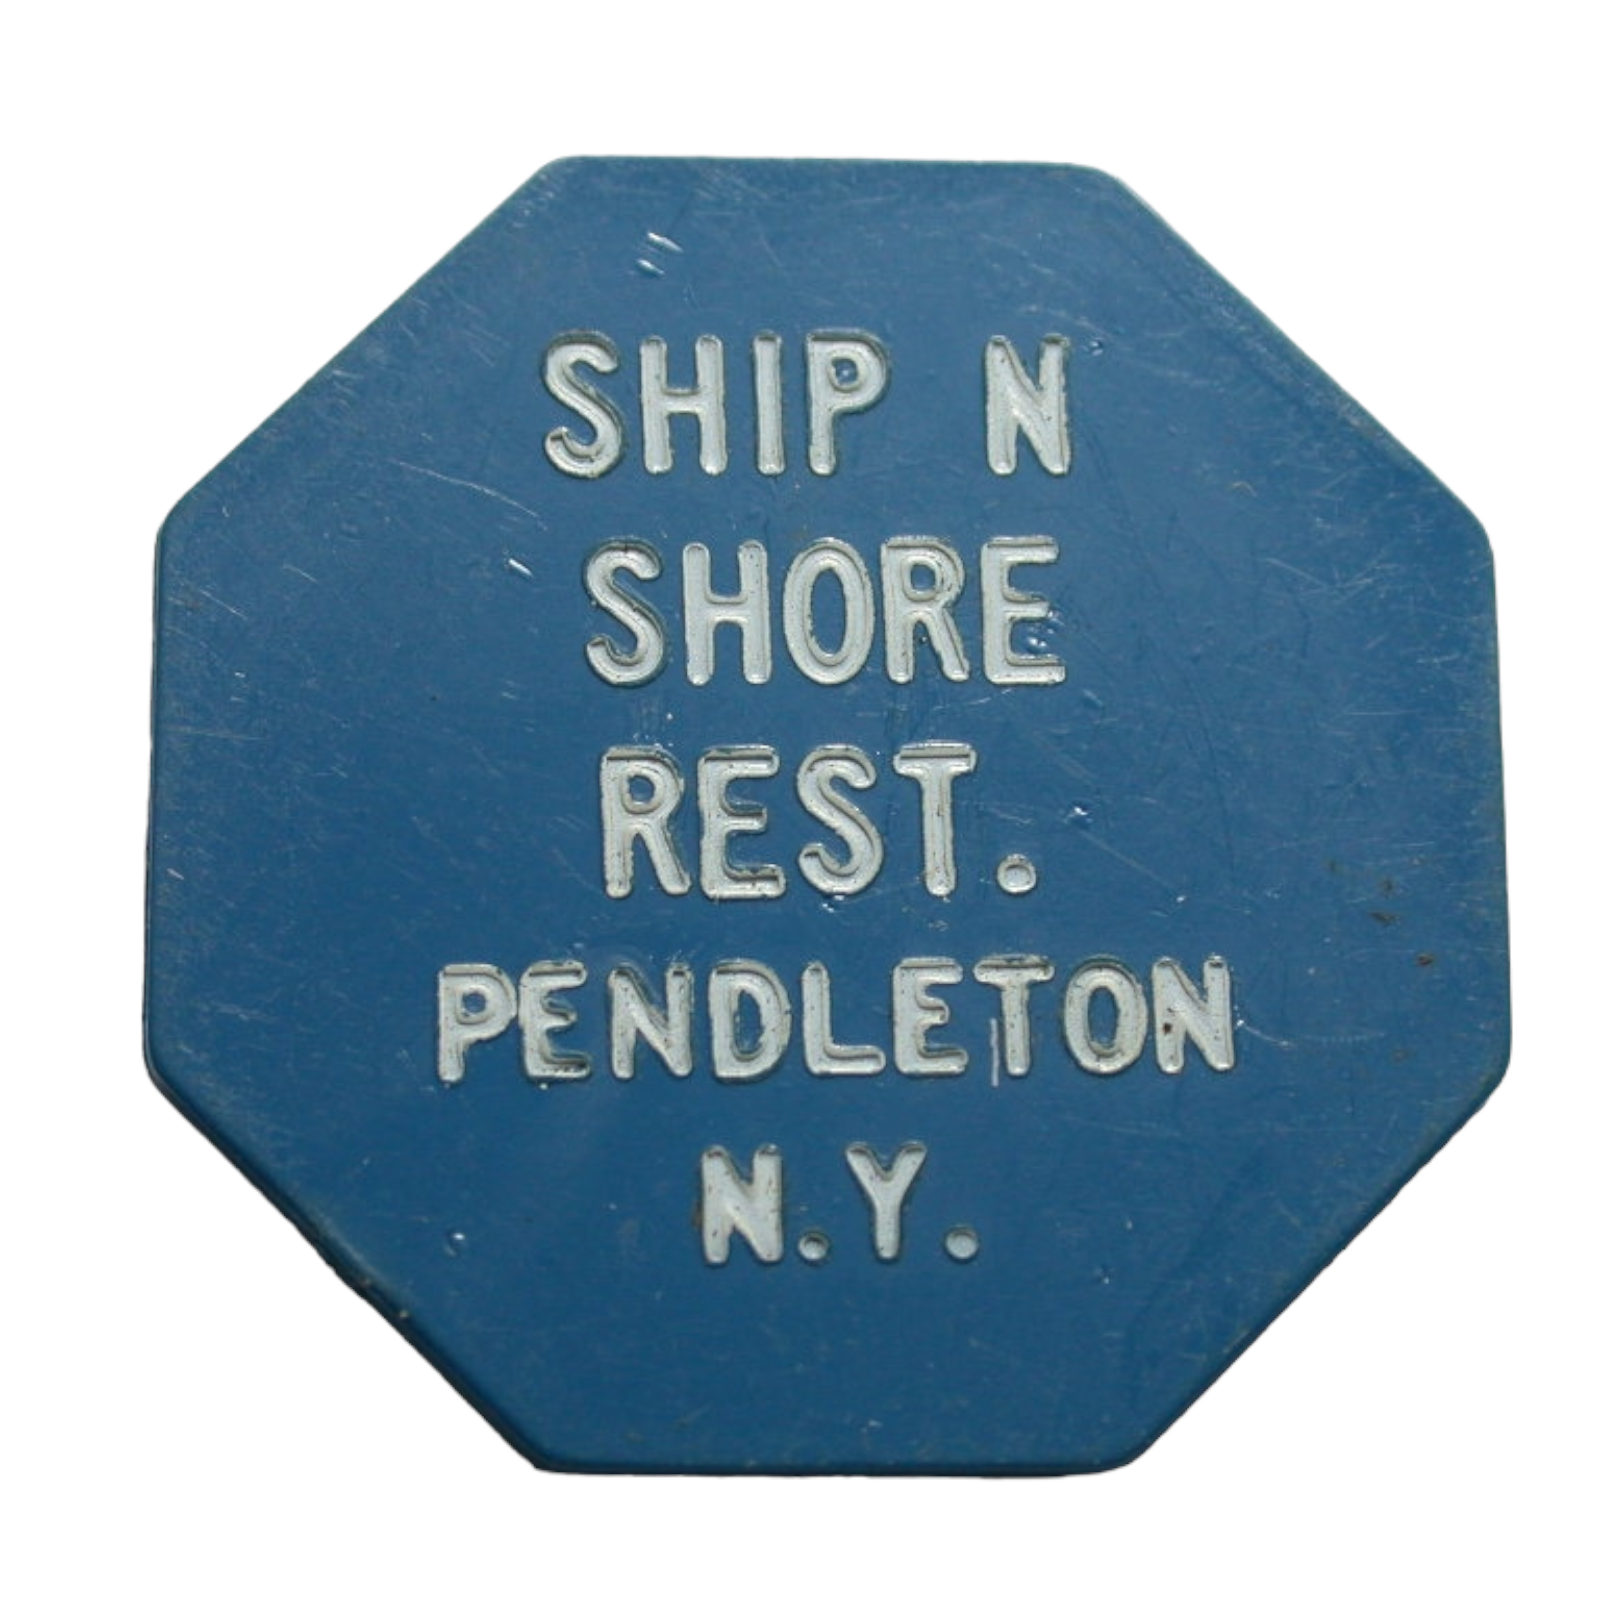 SHIP N
SHORE
REST.
PENDLETON
N.Y.